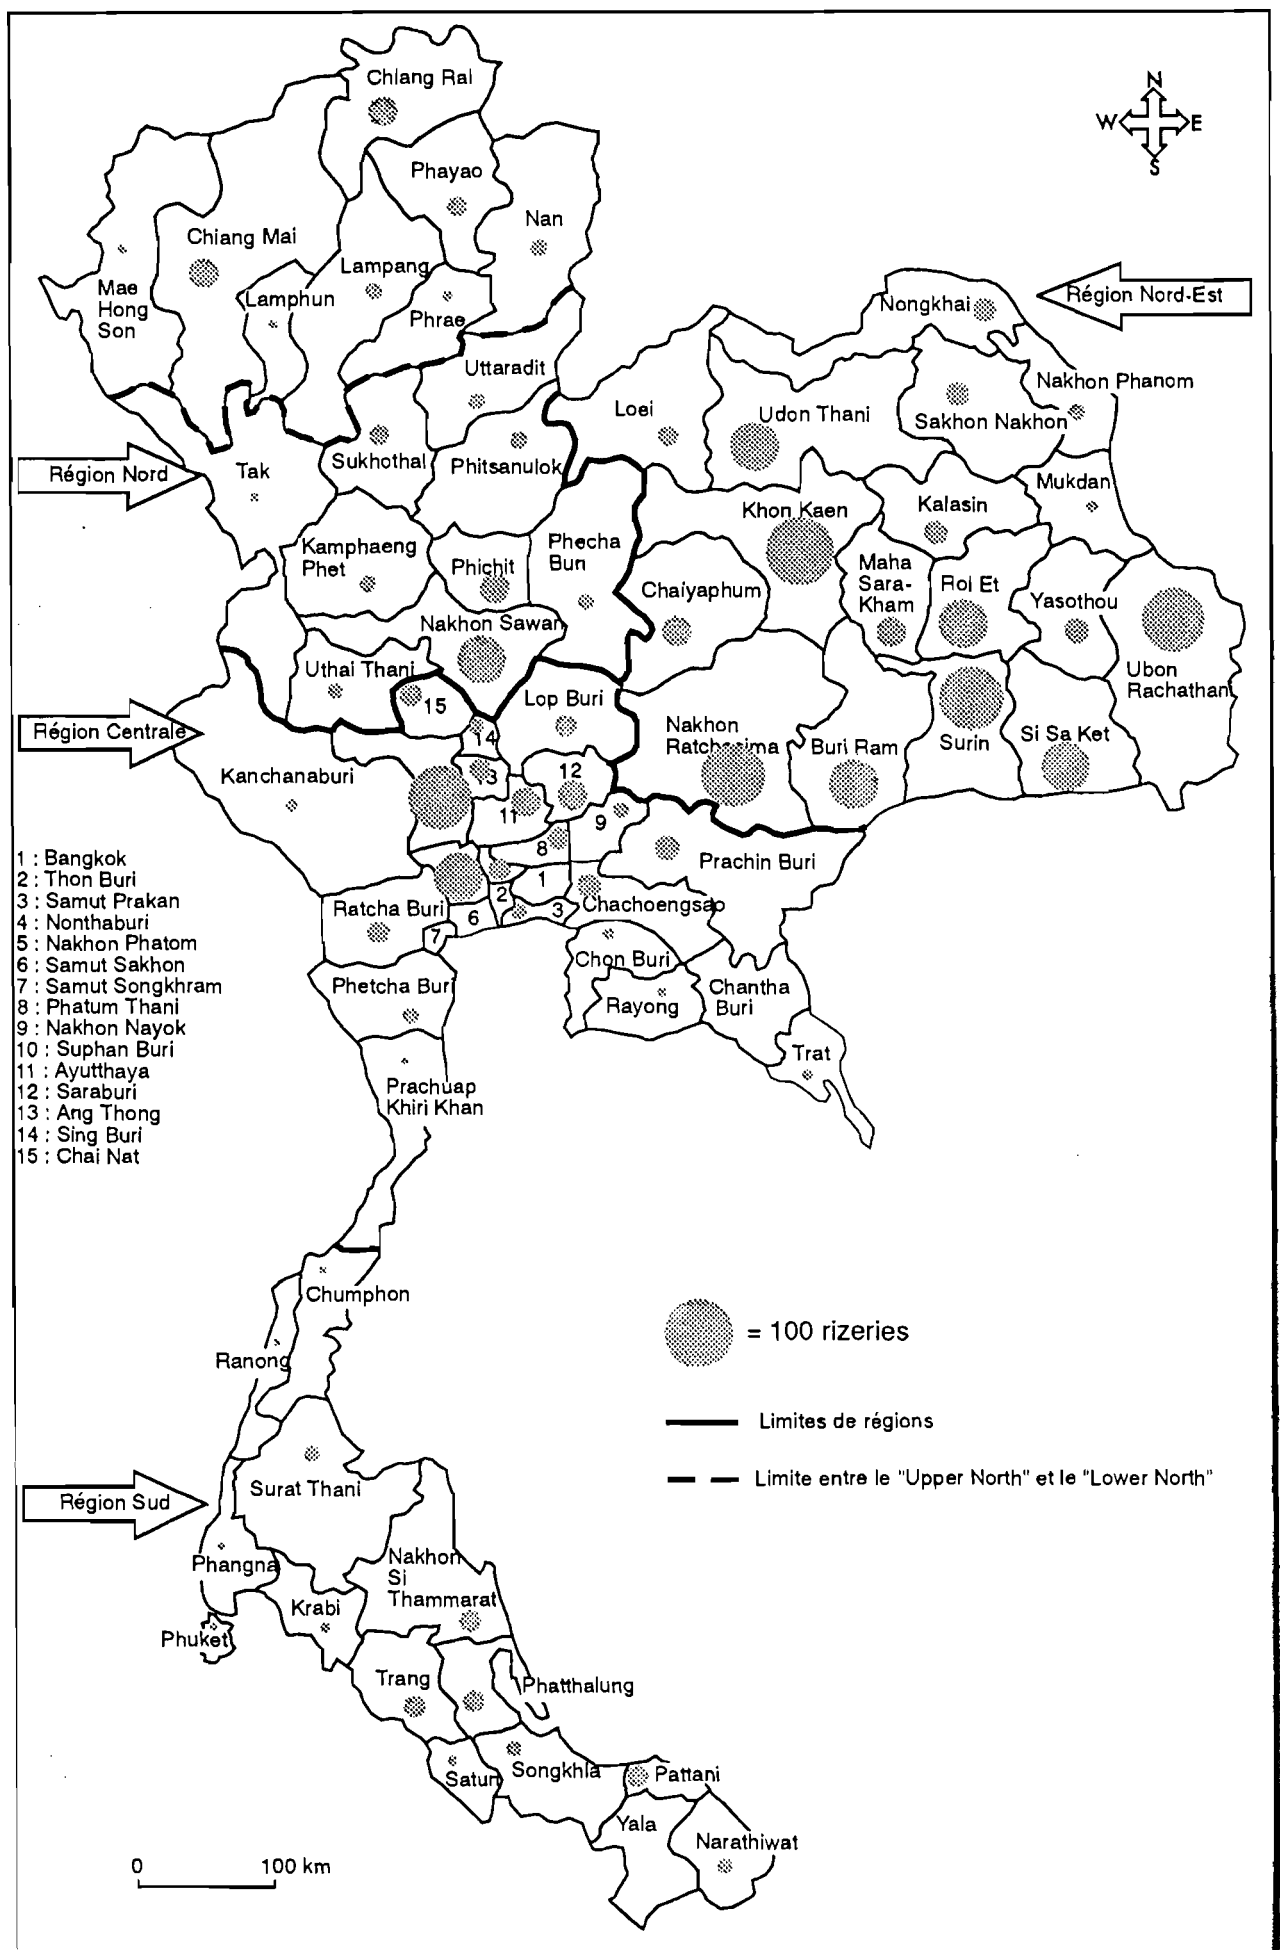 Chiang Rai
N
W E
S
Phayao
Nan
Chiang Mai
Lampang
Mae
Hong
Son
Lamphun
Phrae
Nongkhai
Région Nord-Est
Uttaradit
Nakhon Phanom
Loei
Udon Thani
Sakhon Nakhon
Région Nord
Tak
Sukhothai
Phitsanulok
Mukdan
Khon Kaen
Kalasin
Kamphaeng
Phet
Phichit
Phecha
Bun
Chaiyaphum
Maha
Sara-
Kham
Roi Et
Yasothou
Nakhon Sawan
Uthai Thani
Ubon
Rachathani
15
Lop Buri
Nakhon
Ratchasima
Buri Ram
Surin
Si Sa Ket
Région Centrale
14
Kanchanaburi
13
12
11
9
8
Prachin Buri
1
2
3
6
7
Ratcha Buri
Chachoengsao
1 : Bangkok
2 : Thon Buri
3 : Samut Prakan
4 : Nonthaburi
5 : Nakhon Phatom
6 : Samut Sakhon
7 : Samut Songkhram
8 : Phatum Thani
9 : Nakhon Nayok
10 : Suphan Buri
11 : Ayutthaya
12 : Saraburi
13 : Ang Thong
14 : Sing Buri
15 : Chai Nat
Chon Buri
Phetcha Buri
Rayong
Chantha
Buri
Trat
Prachuap
Khiri Khan
Chumphon
= 100 rizeries
Ranong
Limites de régions
Limite entre le "Upper North" et le "Lower North"
Surat Thani
Région Sud
Phangna
Nakhon
Si
Thammarat
Krabi
Phuket
Trang
Phatthalung
Satun
Songkhla
Pattani
Yala
Narathiwat
0 100 km